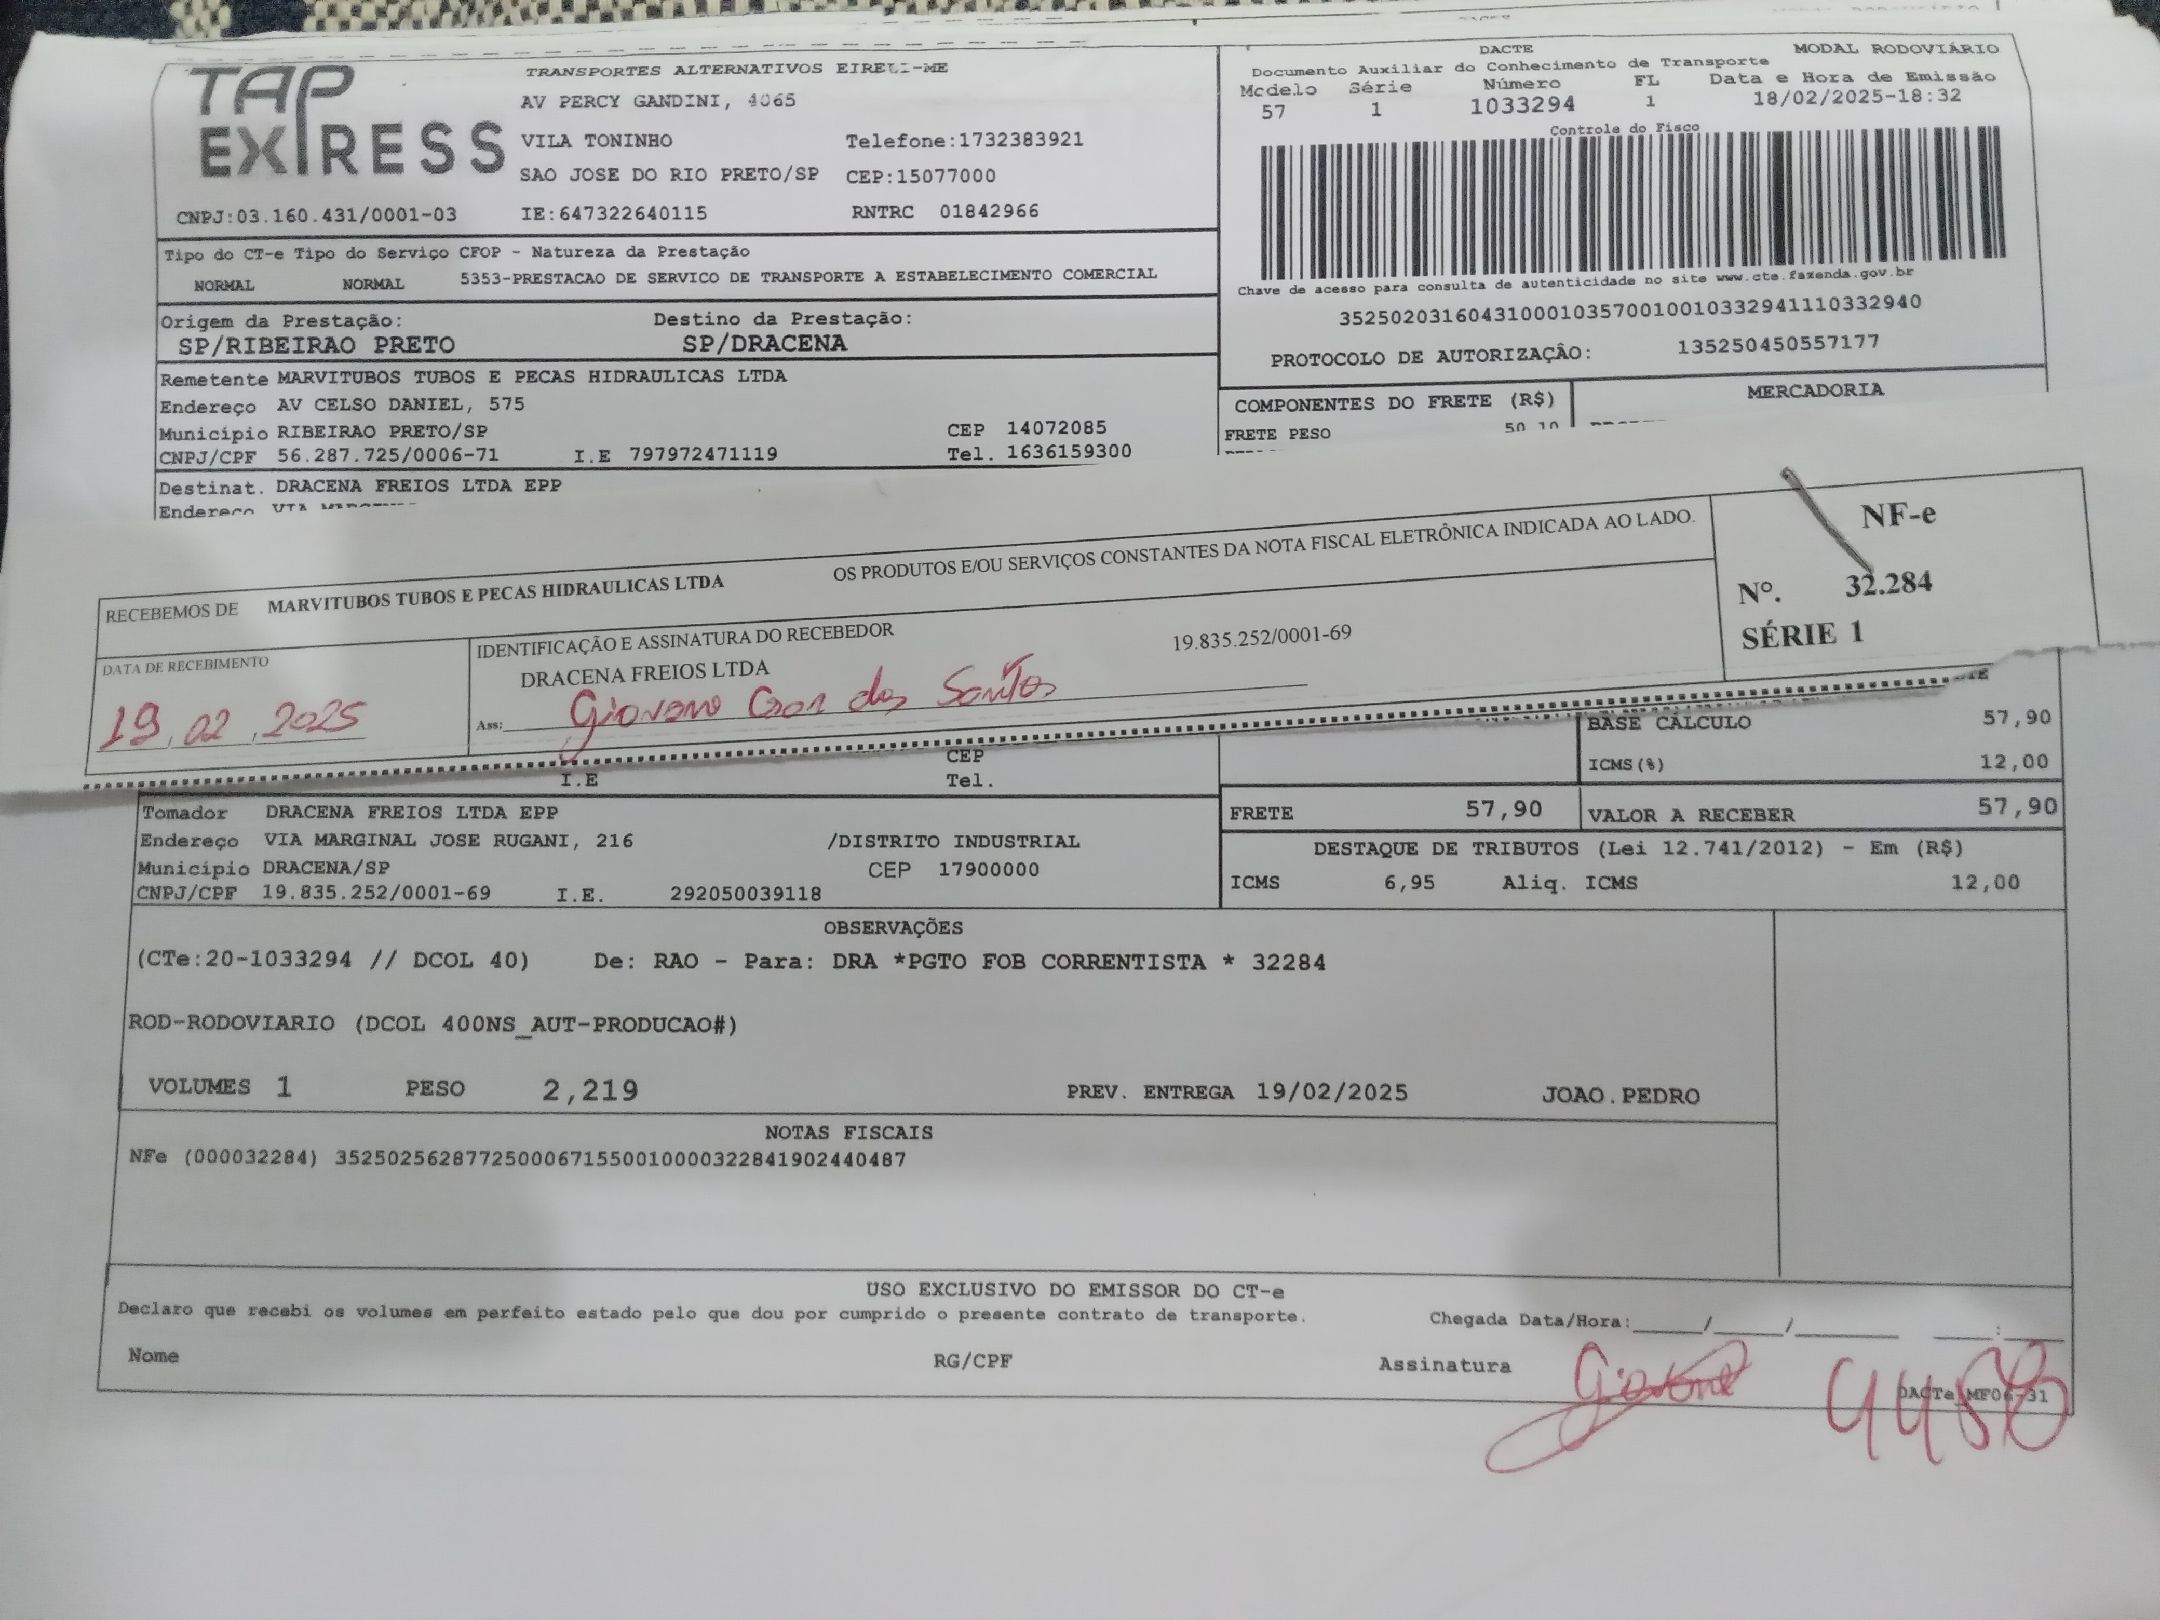 TAP EXPRESS
TRANSPORTES ALTERNATIVOS EIRELI-ME
AV PERCY GANDINI, 4065
VILA TONINHO Telefone:1732383921
SAO JOSE DO RIO PRETO/SP CEP:15077000
CNPJ:03.160.431/0001-03 IE:647322640115 RNTRC 01842966
DACTE MODAL RODOVIÁRIO
Documento Auxiliar do Conhecimento de Transporte
Modelo Série Número FL Data e Hora de Emissão
57 1 1033294 1 18/02/2025-18:32
Controle do Fisco
Chave de acesso para consulta de autenticidade no site www.cte.fazenda.gov.br
35250203160431000103570010010332941110332940
PROTOCOLO DE AUTORIZAÇÃO: 135250450557177
Tipo do CT-e Tipo do Serviço CFOP - Natureza da Prestação
NORMAL NORMAL 5353-PRESTACAO DE SERVICO DE TRANSPORTE A ESTABELECIMENTO COMERCIAL
Origem da Prestação: Destino da Prestação:
SP/RIBEIRAO PRETO SP/DRACENA
Remetente MARVITUBOS TUBOS E PECAS HIDRAULICAS LTDA
Endereço AV CELSO DANIEL, 575
Município RIBEIRAO PRETO/SP CEP 14072085
CNPJ/CPF 56.287.725/0006-71 I.E 797972471119 Tel. 1636159300
COMPONENTES DO FRETE (R$) MERCADORIA
FRETE PESO 50,10
Destinat. DRACENA FREIOS LTDA EPP
Endereço VIA
RECEBEMOS DE MARVITUBOS TUBOS E PECAS HIDRAULICAS LTDA OS PRODUTOS E/OU SERVIÇOS CONSTANTES DA NOTA FISCAL ELETRÔNICA INDICADA AO LADO.
NF-e
Nº. 32.284
SÉRIE 1
DATA DE RECEBIMENTO IDENTIFICAÇÃO E ASSINATURA DO RECEBEDOR 19.835.252/0001-69
DRACENA FREIOS LTDA
19.02.2025 Ass: dos Santos
BASE CÁLCULO 57,90
CEP
ICMS(%) 12,00
I.E Tel.
Tomador DRACENA FREIOS LTDA EPP
Endereço VIA MARGINAL JOSE RUGANI, 216 /DISTRITO INDUSTRIAL
Município DRACENA/SP CEP 17900000
CNPJ/CPF 19.835.252/0001-69 I.E. 292050039118
FRETE 57,90 VALOR A RECEBER 57,90
DESTAQUE DE TRIBUTOS (Lei 12.741/2012) - Em (R$)
ICMS 6,95 Aliq. ICMS 12,00
OBSERVAÇÕES
(CTe:20-1033294 // DCOL 40) De: RAO - Para: DRA *PGTO FOB CORRENTISTA * 32284
ROD-RODOVIARIO (DCOL 400NS_AUT-PRODUCAO#)
VOLUMES 1 PESO 2,219 PREV. ENTREGA 19/02/2025 JOAO.PEDRO
NOTAS FISCAIS
NFe (000032284) 35250256287725000671550010000322841902440487
USO EXCLUSIVO DO EMISSOR DO CT-e
Declaro que recebi os volumes em perfeito estado pelo que dou por cumprido o presente contrato de transporte. Chegada Data/Hora:____/____/______ ___:___
Nome RG/CPF Assinatura
DACTe_MF06-31